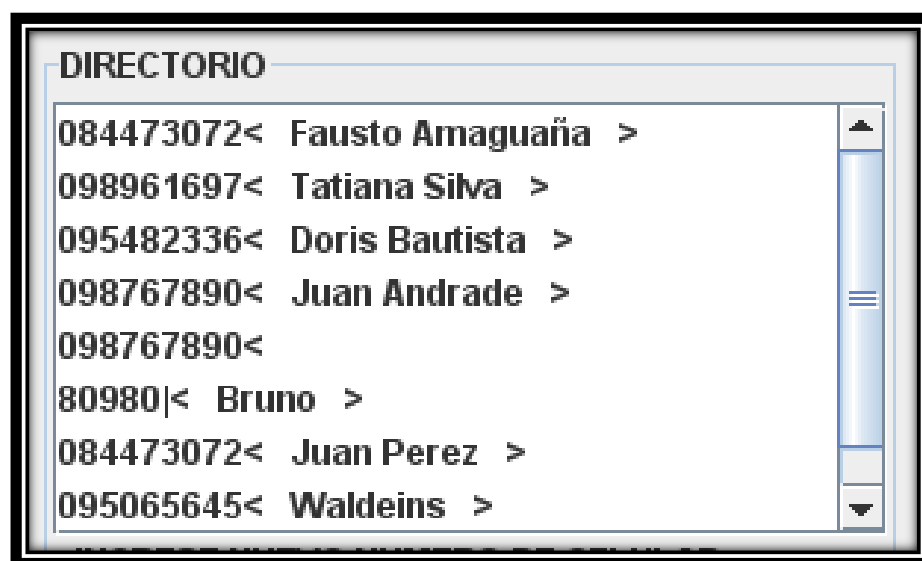 DIRECTORIO
084473072< Fausto Amaguaña >
098961697< Tatiana Silva >
095482336< Doris Bautista >
098767890< Juan Andrade >
098767890<
80980|< Bruno >
084473072< Juan Perez >
095065645< Waldeins >